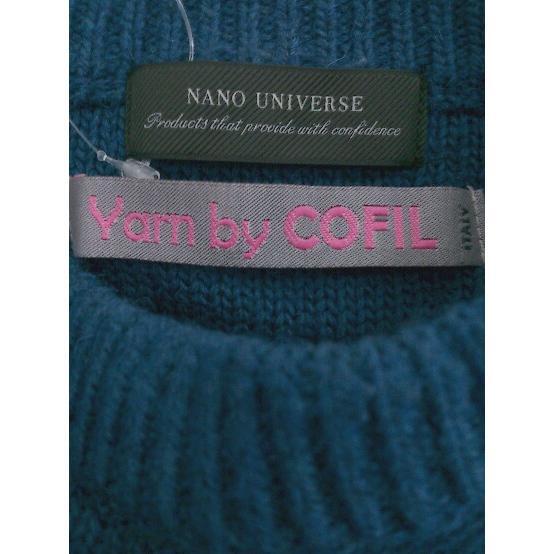 NANO UNIVERSE
Products that provide with confidence
Yarn by COFIL
ITALY